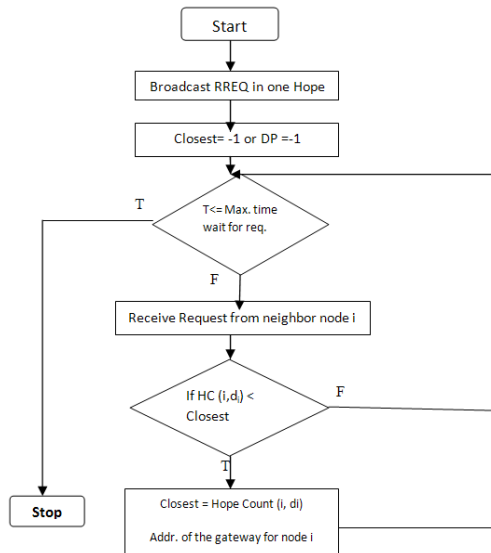 Start
Broadcast RREQ in one Hope
Closest= -1 or DP =-1
T
T<= Max. time
wait for req.
F
Receive Request from neighbor node i
If HC (i,di) <
Closest
F
T
Stop
Closest = Hope Count (i, di)
Addr. of the gateway for node i